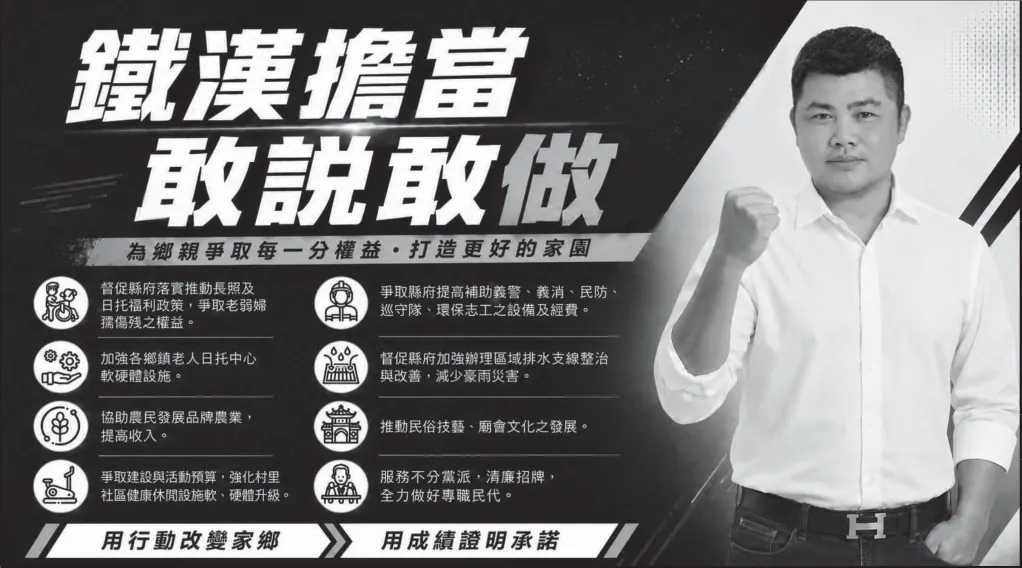 鐵漢擔當
敢說敢做
為鄉親爭取每一分權益・打造更好的家園
督促縣府落實推動長照及
日托福利政策，爭取老弱婦
孺傷残之權益。
加強各鄉鎮老人日托中心
軟硬體設施。
協助農民發展品牌農業，
提高收入。
爭取建設與活動預算，強化村里
社區健康休閒設施軟、硬體升級。
爭取縣府提高補助義警、義消、民防、
巡守隊、環保志工之設備及經費。
督促縣府加強辦理區域排水支線整治
與改善，減少豪雨災害。
推動民俗技藝、廟會文化之發展。
服務不分黨派，清廉招牌，
全力做好專職民代。
用行動改變家鄉
用成績證明承諾
H